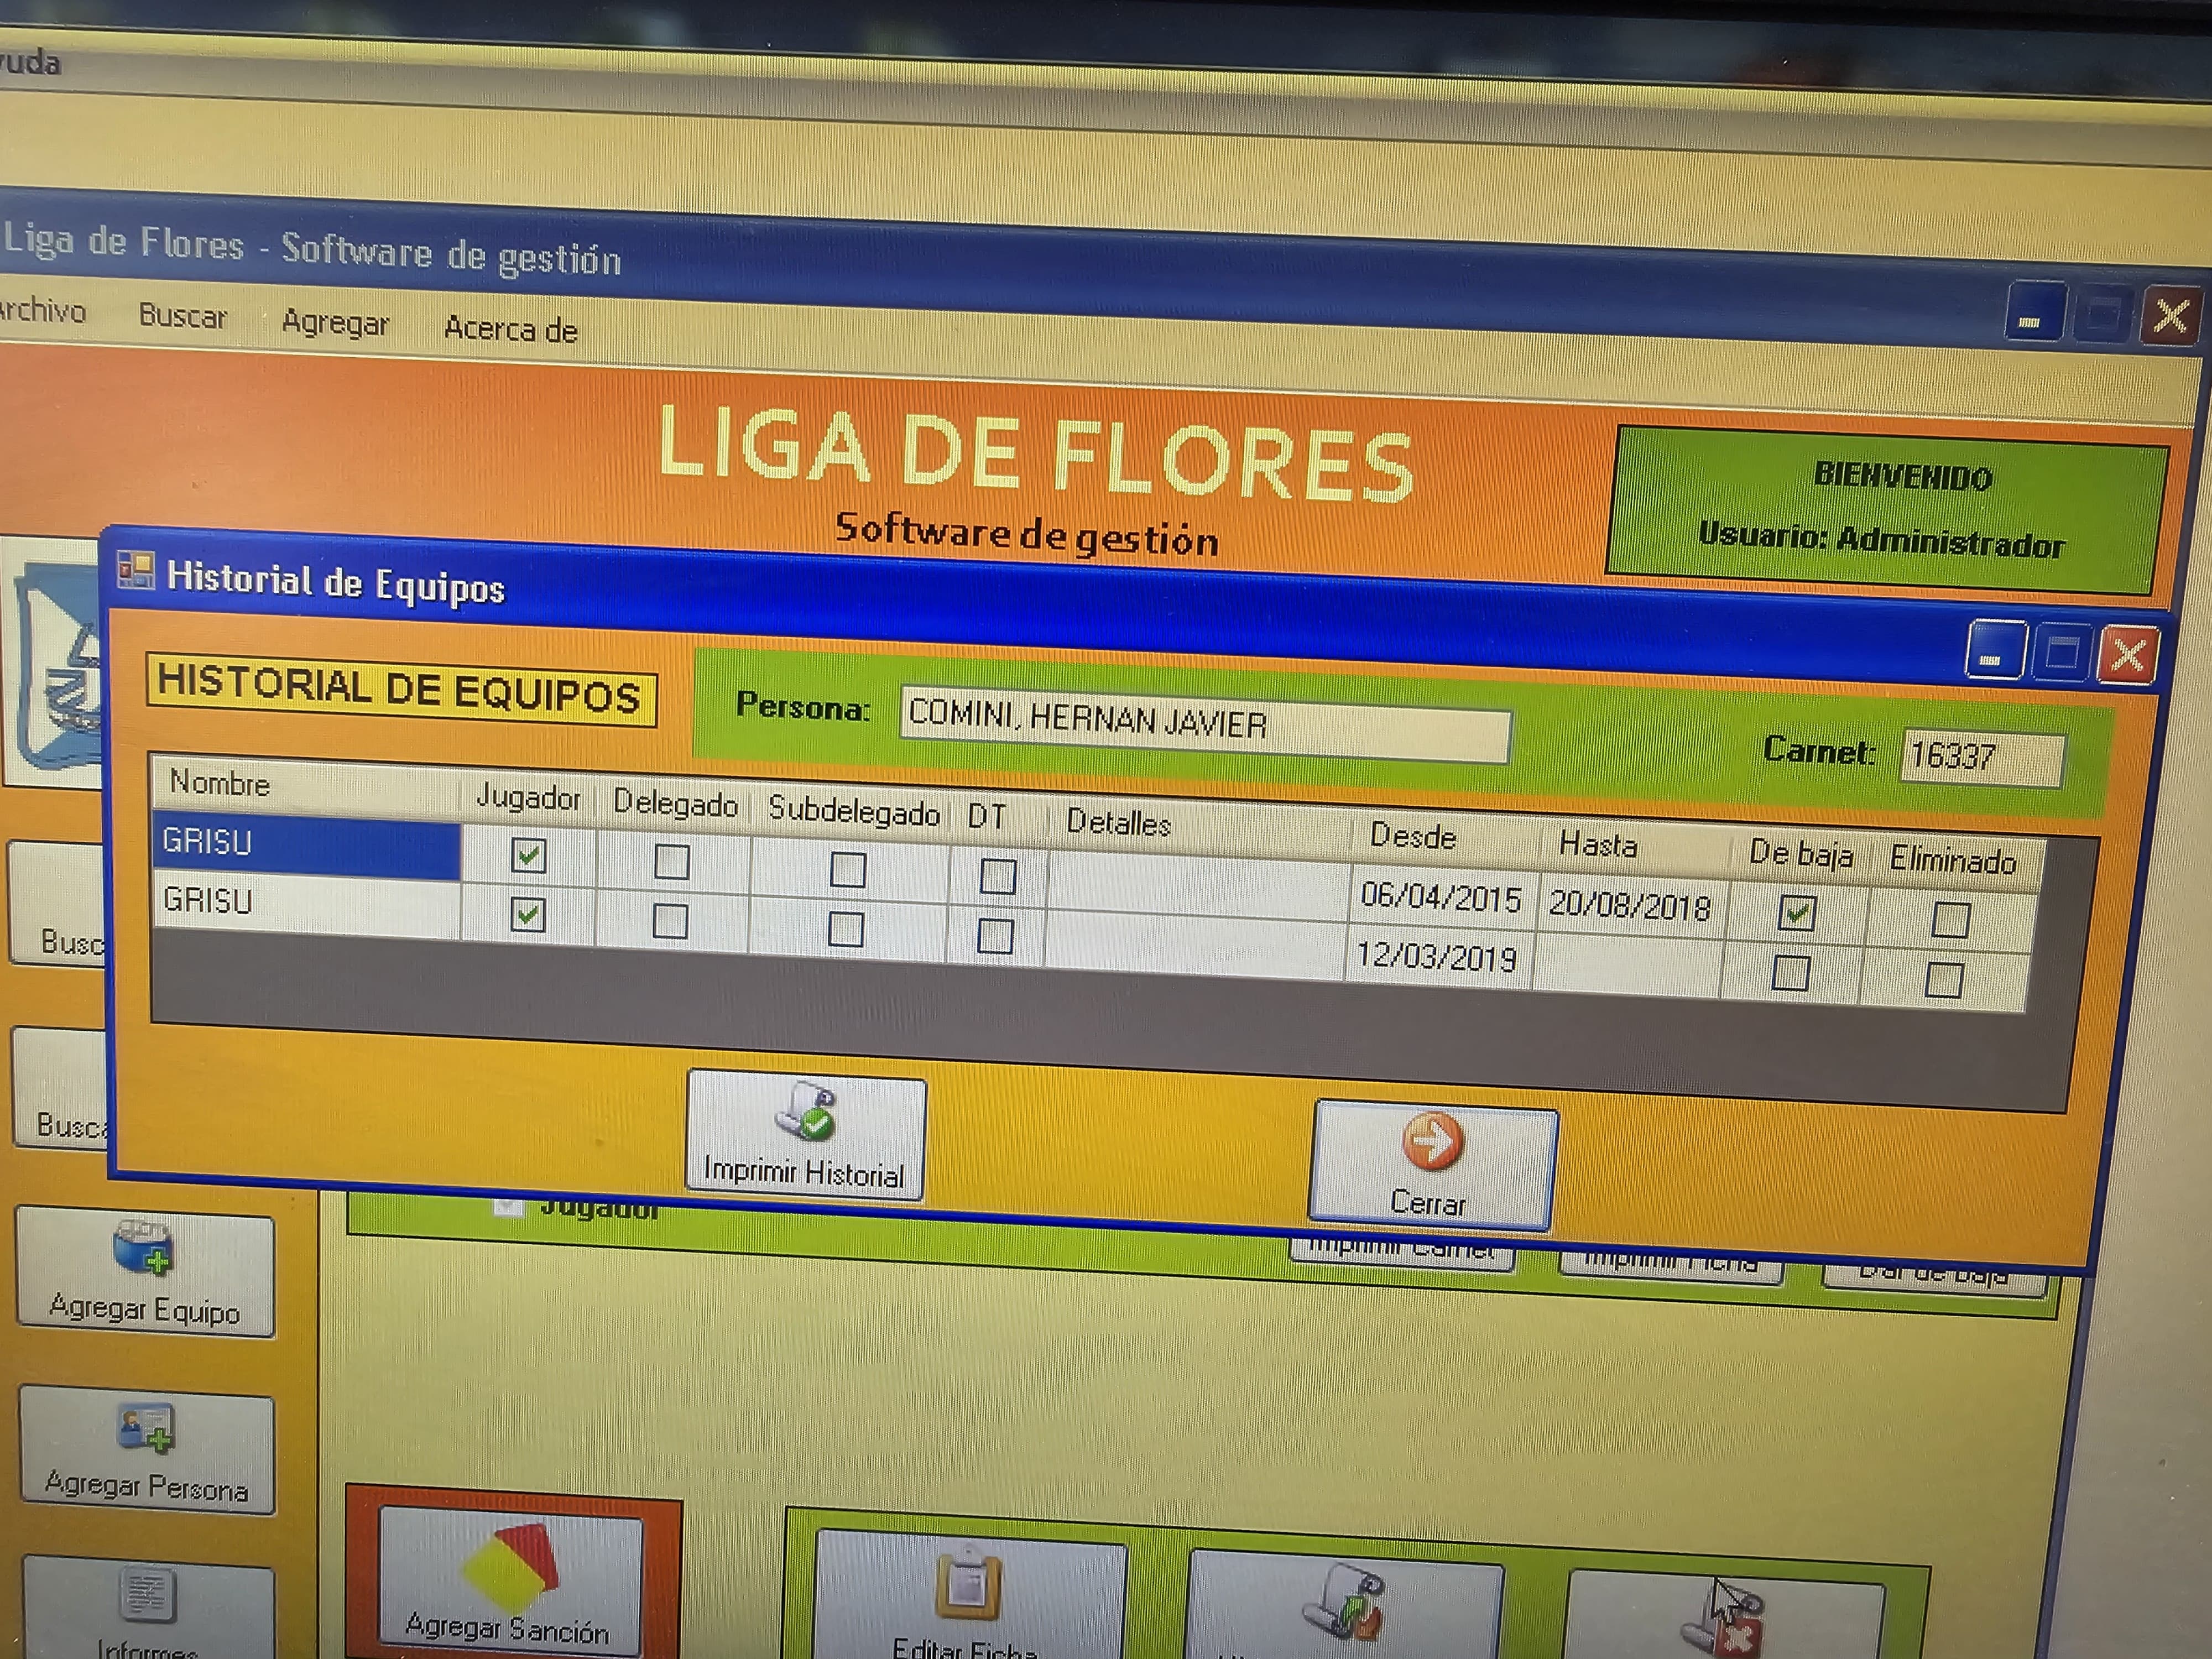 yuda
Liga de Flores - Software de gestión
Archivo Buscar Agregar Acerca de
LIGA DE FLORES
Software de gestión
BIENVENIDO
Usuario: Administrador
Historial de Equipos
HISTORIAL DE EQUIPOS
Persona: COMINI, HERNAN JAVIER
Carnet: 16337
Nombre Jugador Delegado Subdelegado DT Detalles Desde Hasta De baja Eliminado
GRISU 06/04/2015 20/08/2018
GRISU 12/03/2019
Busc
Busca
Imprimir Historial
Cerrar
Jugador
Imprimir Carnet Imprimir Ficha Dar de baja
Agregar Equipo
Agregar Persona
Informes
Agregar Sanción
Editar Ficha